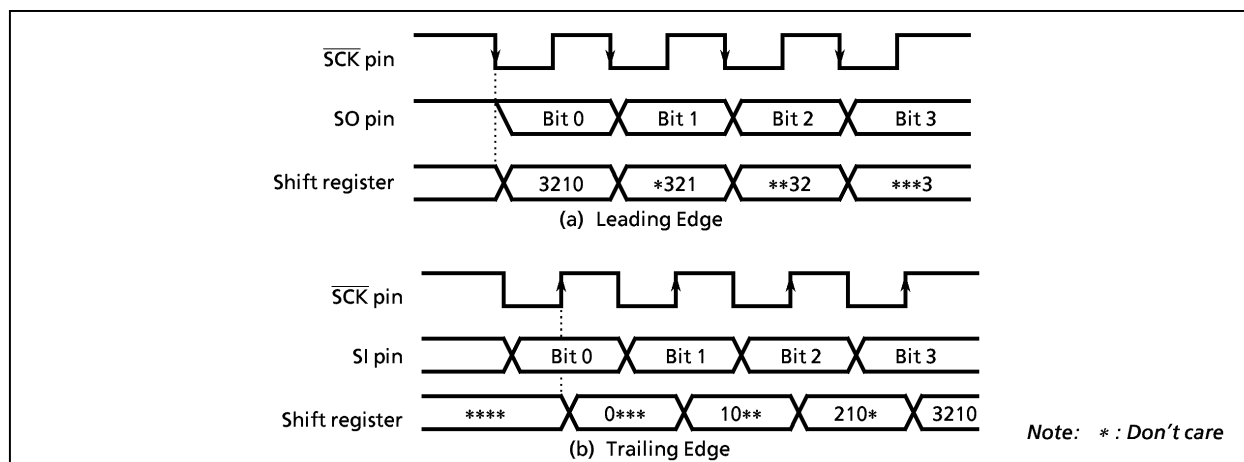 SCK pin
SO pin Bit 0 Bit 1 Bit 2 Bit 3
Shift register 3210 *321 **32 ***3
(a) Leading Edge
SCK pin
SI pin Bit 0 Bit 1 Bit 2 Bit 3
Shift register **** 0*** 10** 210* 3210
(b) Trailing Edge
Note: * : Don't care